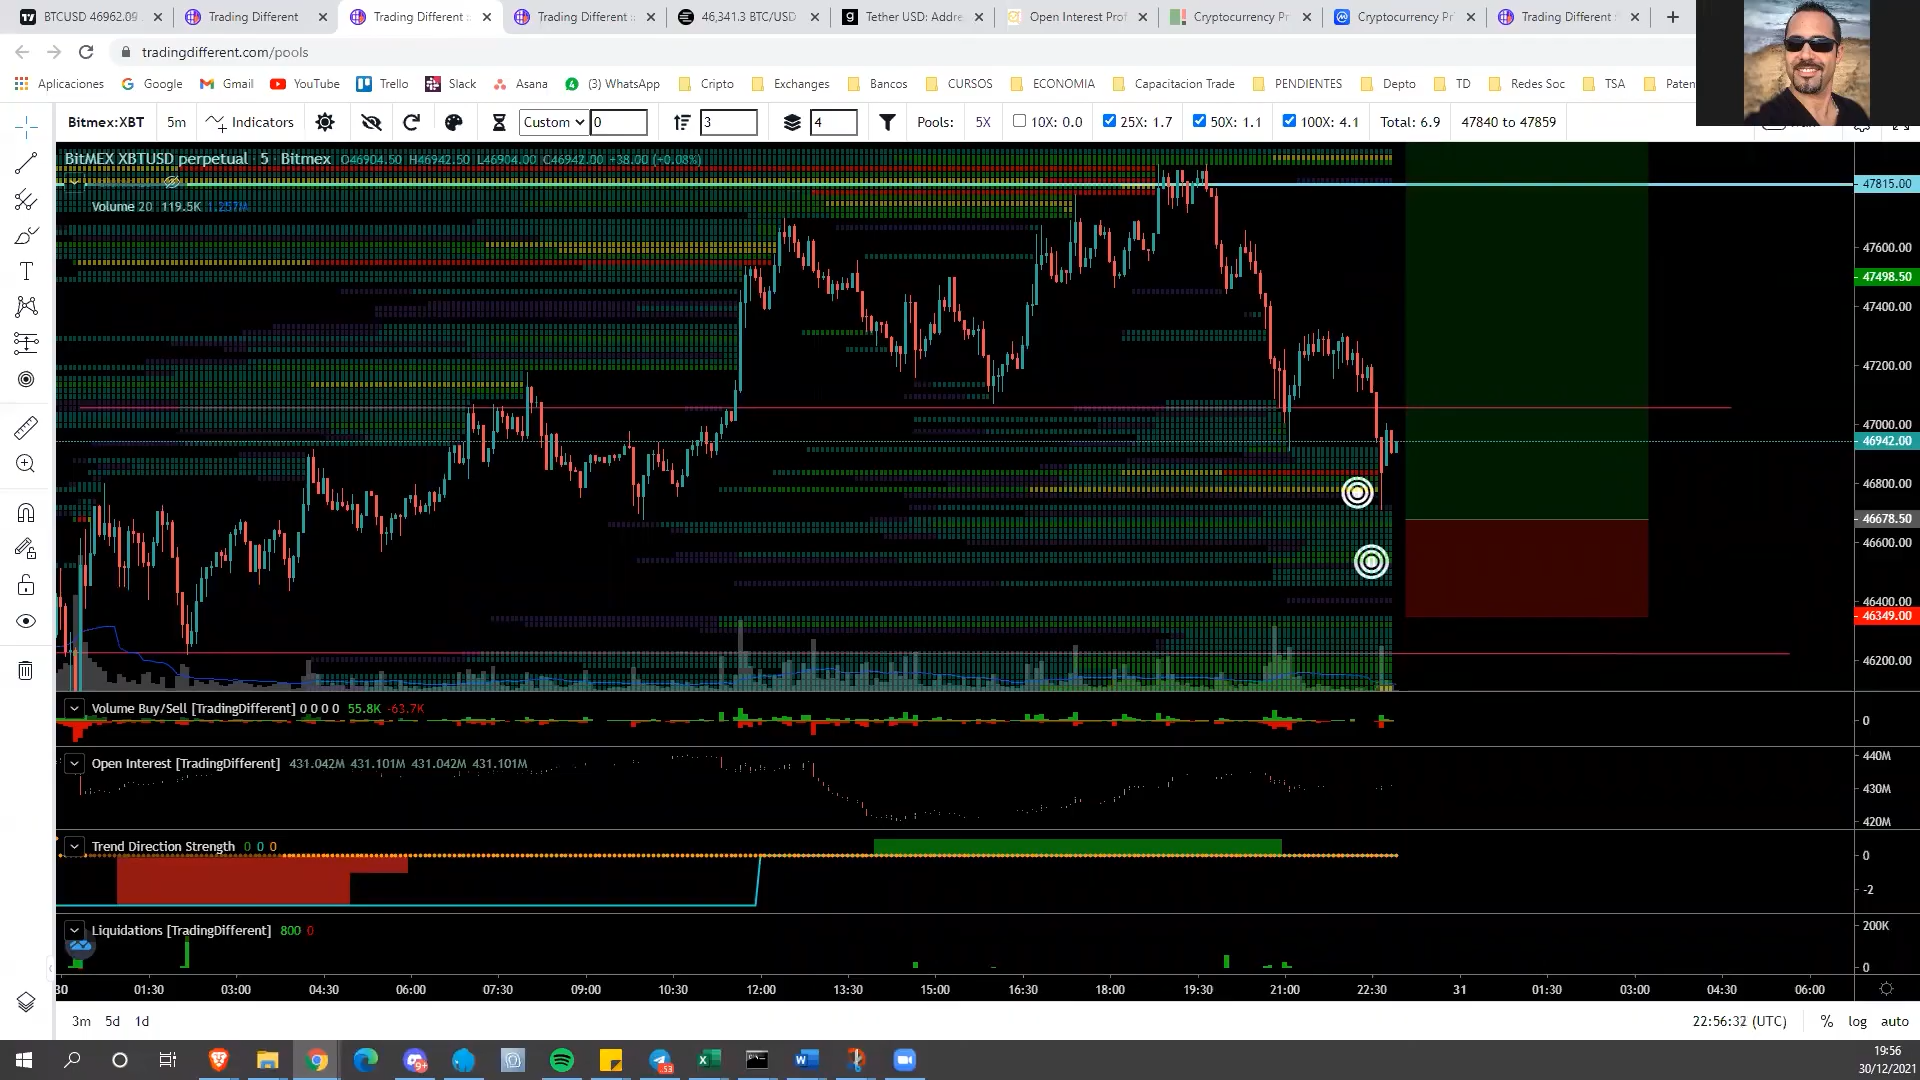 BTCUSD 46962.09
Trading Different
Trading Different ::
Trading Different ::
46,341.3 BTC/USD
Tether USD: Addre
Open Interest Prof
Cryptocurrency Pr
Cryptocurrency Pr
Trading Different
tradingdifferent.com/pools
Aplicaciones
Google
Gmail
YouTube
Trello
Slack
Asana
(3) WhatsApp
Cripto
Exchanges
Bancos
CURSOS
ECONOMIA
Capacitacion Trade
PENDIENTES
Depto
TD
Redes Soc
TSA
Paten
Bitmex:XBT
5m
Indicators
Custom
0
3
4
Pools:
5X
10X: 0.0
25X: 1.7
50X: 1.1
100X: 4.1
Total: 6.9
47840 to 47859
BitMEX XBTUSD perpetual · 5 · Bitmex O46904.50 H46942.50 L46904.00 C46942.00 +38.00 (+0.08%)
Volume 20 119.5K 1.257M
47815.00
47600.00
47498.50
47400.00
47200.00
47000.00
46942.00
46800.00
46678.50
46600.00
46400.00
46349.00
46200.00
Volume Buy/Sell [TradingDifferent] 0 0 0 0 55.8K -63.7K
0
Open Interest [TradingDifferent] 431.042M 431.101M 431.042M 431.101M
440M
430M
420M
Trend Direction Strength 0 0 0
0
-2
Liquidations [TradingDifferent] 800 0
200K
0
30 01:30 03:00 04:30 06:00 07:30 09:00 10:30 12:00 13:30 15:00 16:30 18:00 19:30 21:00 22:30 31 01:30 03:00 04:30 06:00
3m 5d 1d
22:56:32 (UTC)
% log auto
9+
53
19:56
30/12/2021